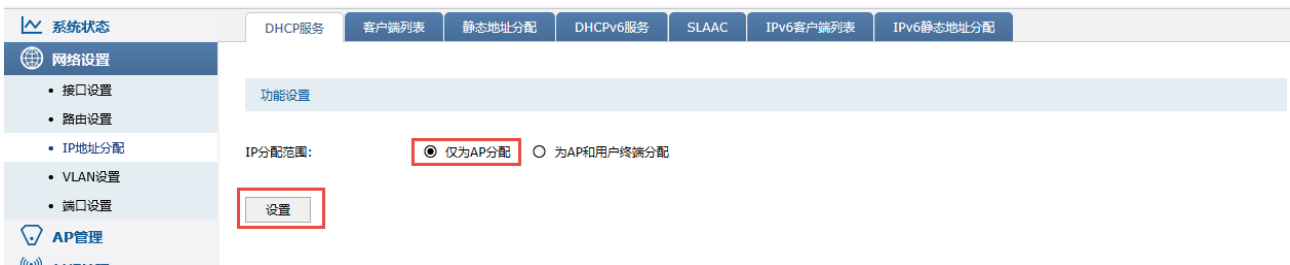 系统状态
DHCP服务 客户端列表 静态地址分配 DHCPv6服务 SLAAC IPv6客户端列表 IPv6静态地址分配
网络设置
• 接口设置
功能设置
• 路由设置
• IP地址分配
IP分配范围: 仅为AP分配 为AP和用户终端分配
• VLAN设置
• 端口设置
设置
AP管理